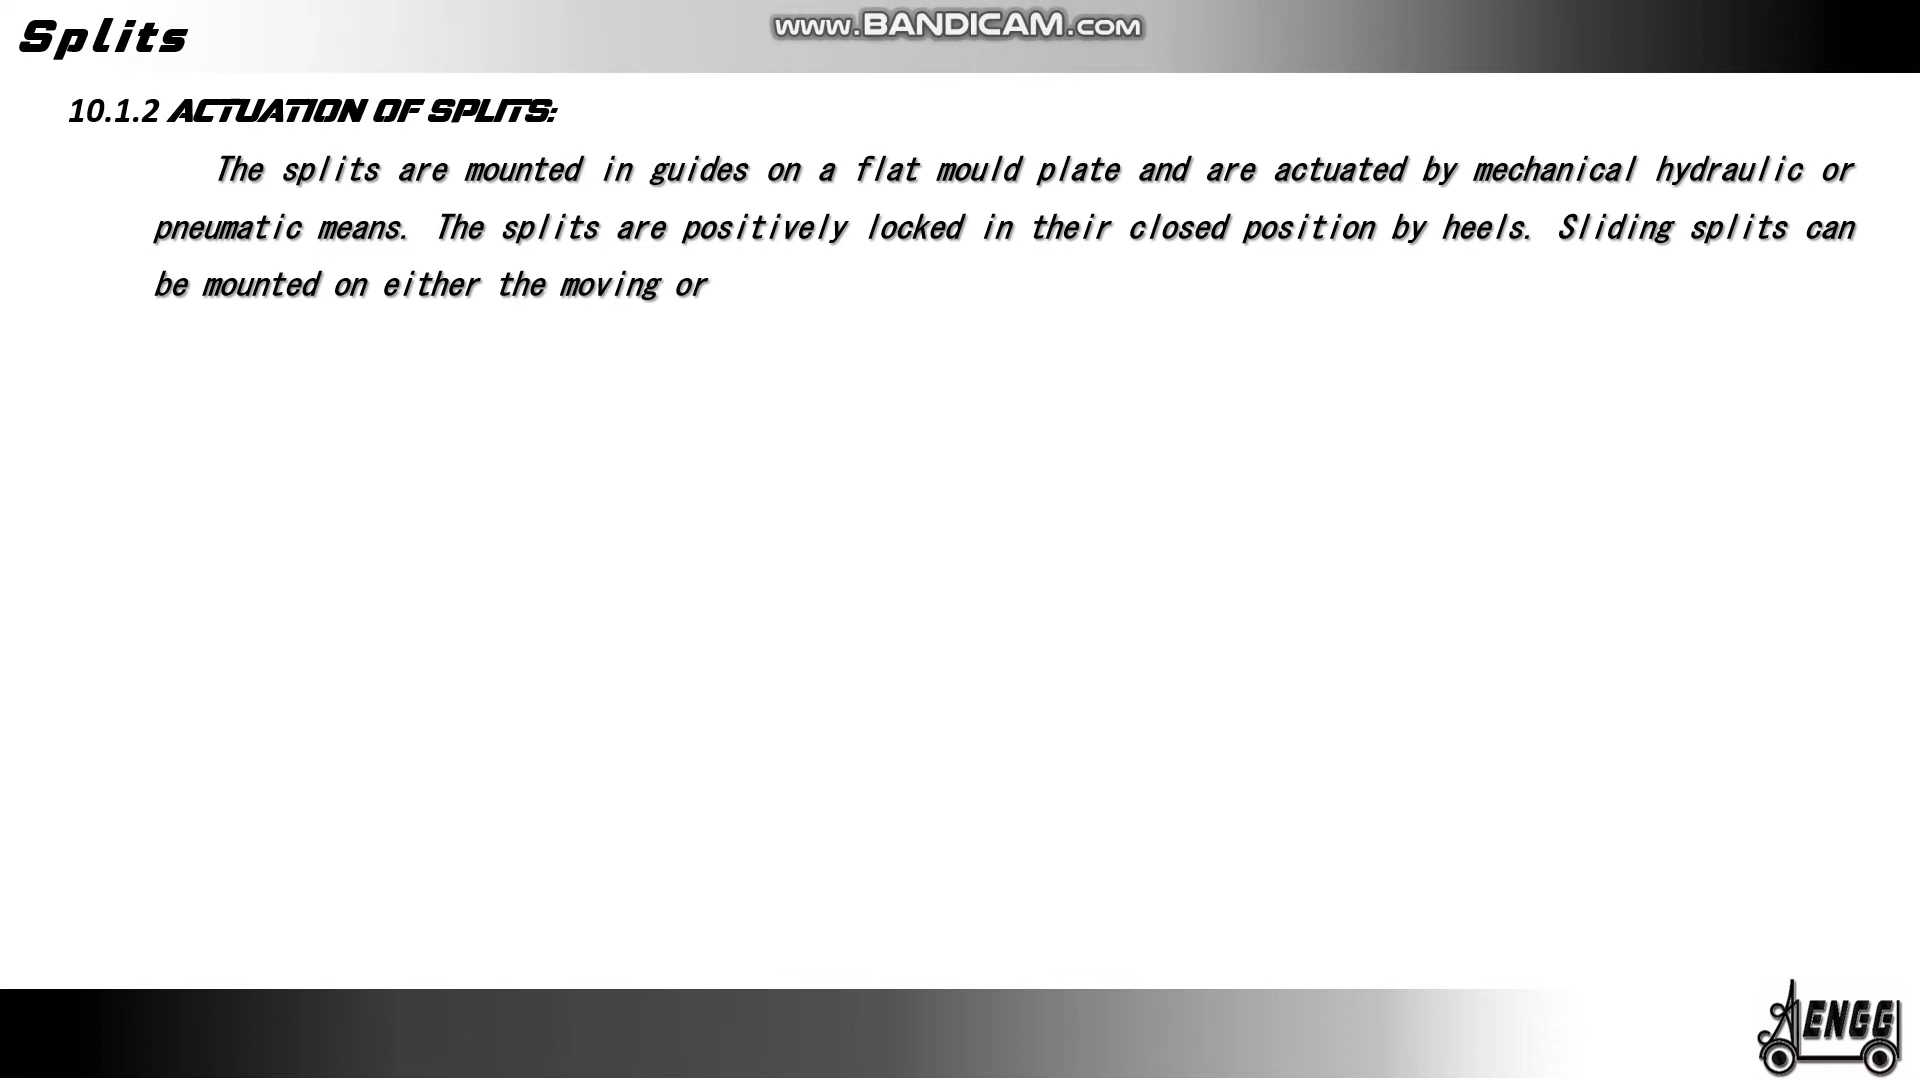 Splits
www.BANDICAM.com
10.1.2 ACTUATION OF SPLITS:
The splits are mounted in guides on a flat mould plate and are actuated by mechanical hydraulic or
pneumatic means. The splits are positively locked in their closed position by heels. Sliding splits can
be mounted on either the moving or
AENGG